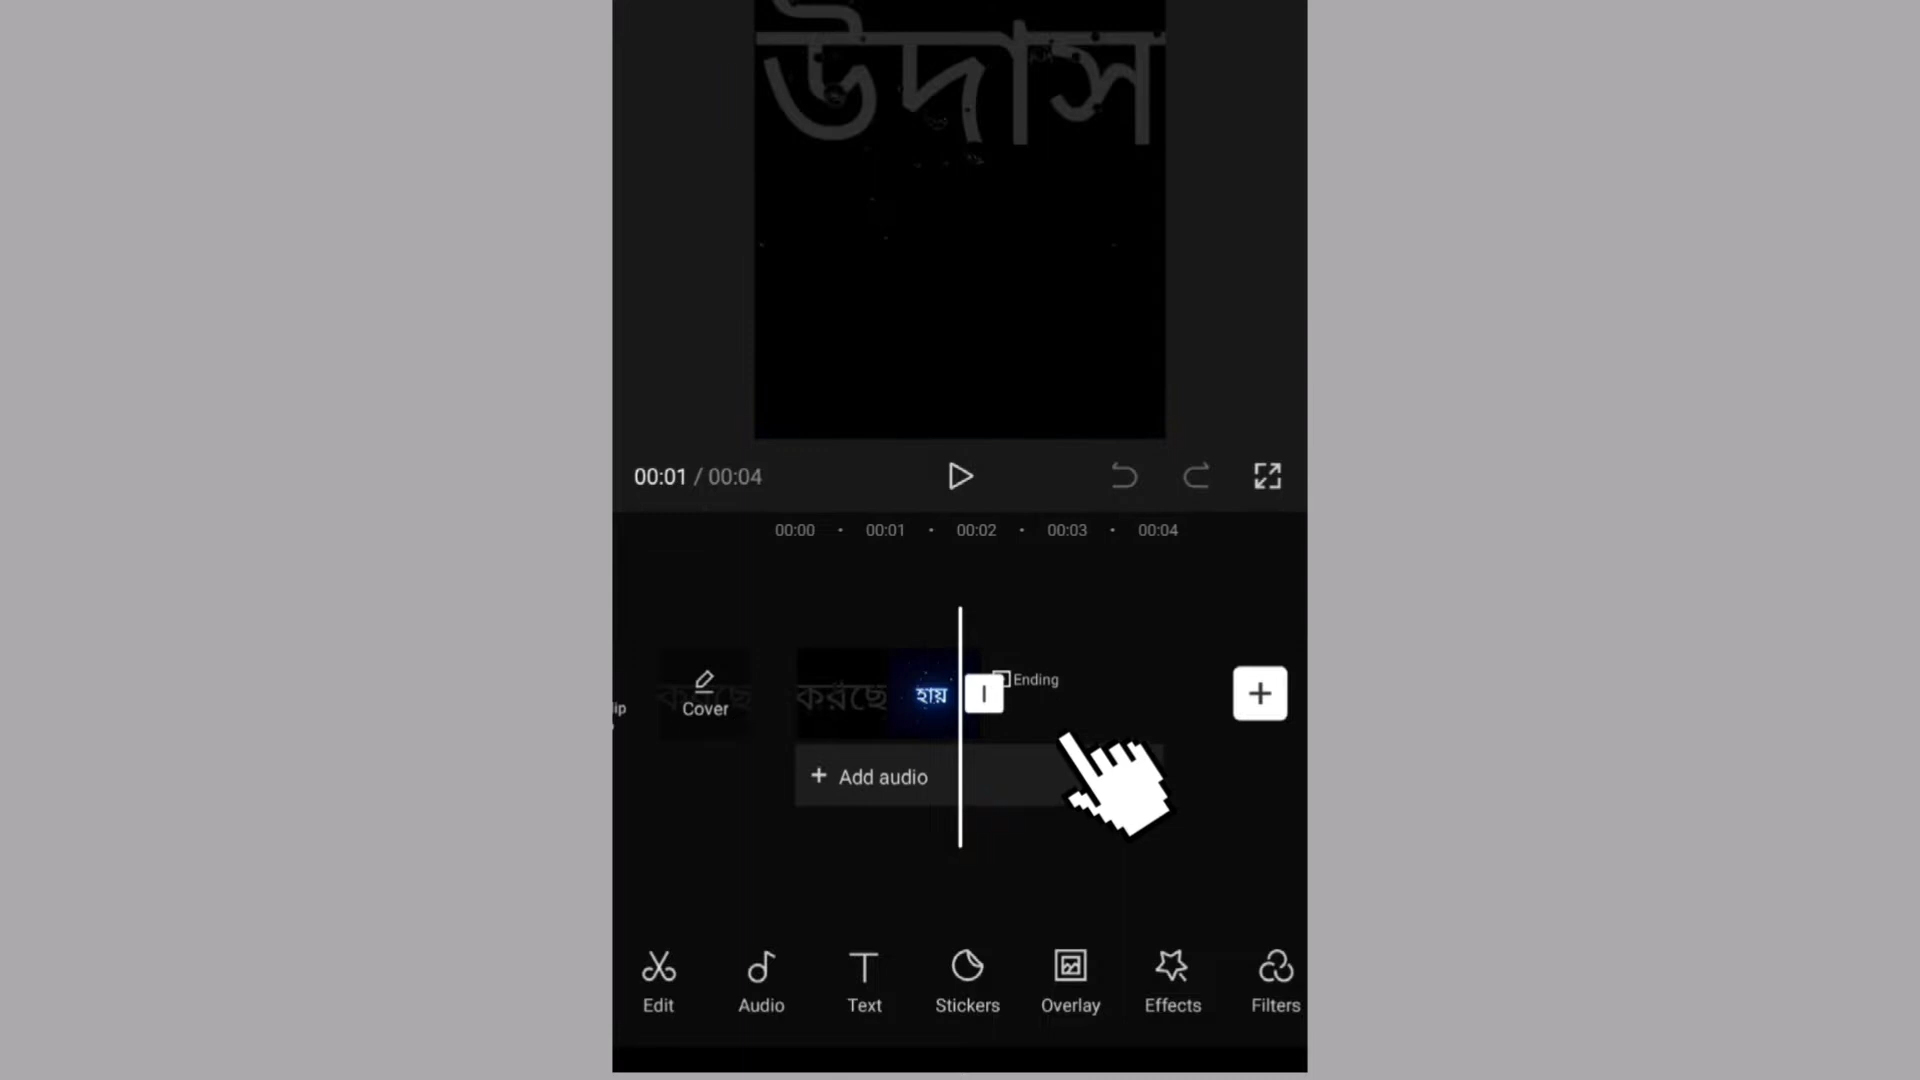 উদাস
00:01 / 00:04
00:00 00:01 00:02 00:03 00:04
Cover
করছে
হায়
Ending
+ Add audio
Edit Audio Text Stickers Overlay Effects Filters